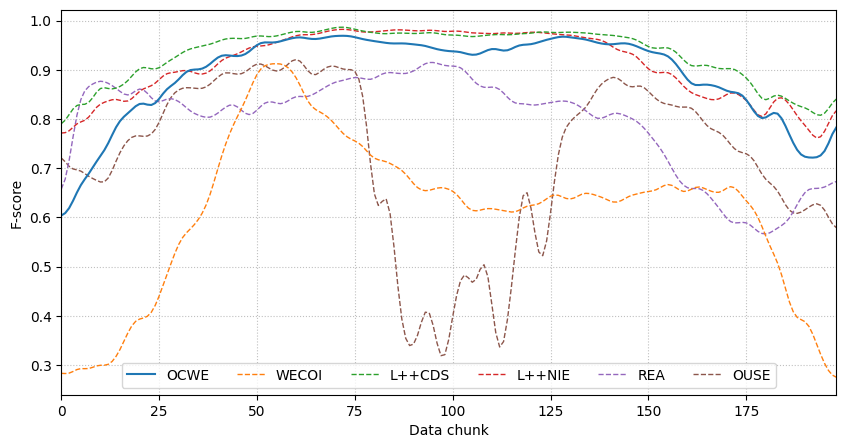 F-score
1.0
0.9
0.8
0.7
0.6
0.5
0.4
0.3
OCWE WECOI L++CDS L++NIE REA OUSE
0 25 50 75 100 125 150 175
Data chunk